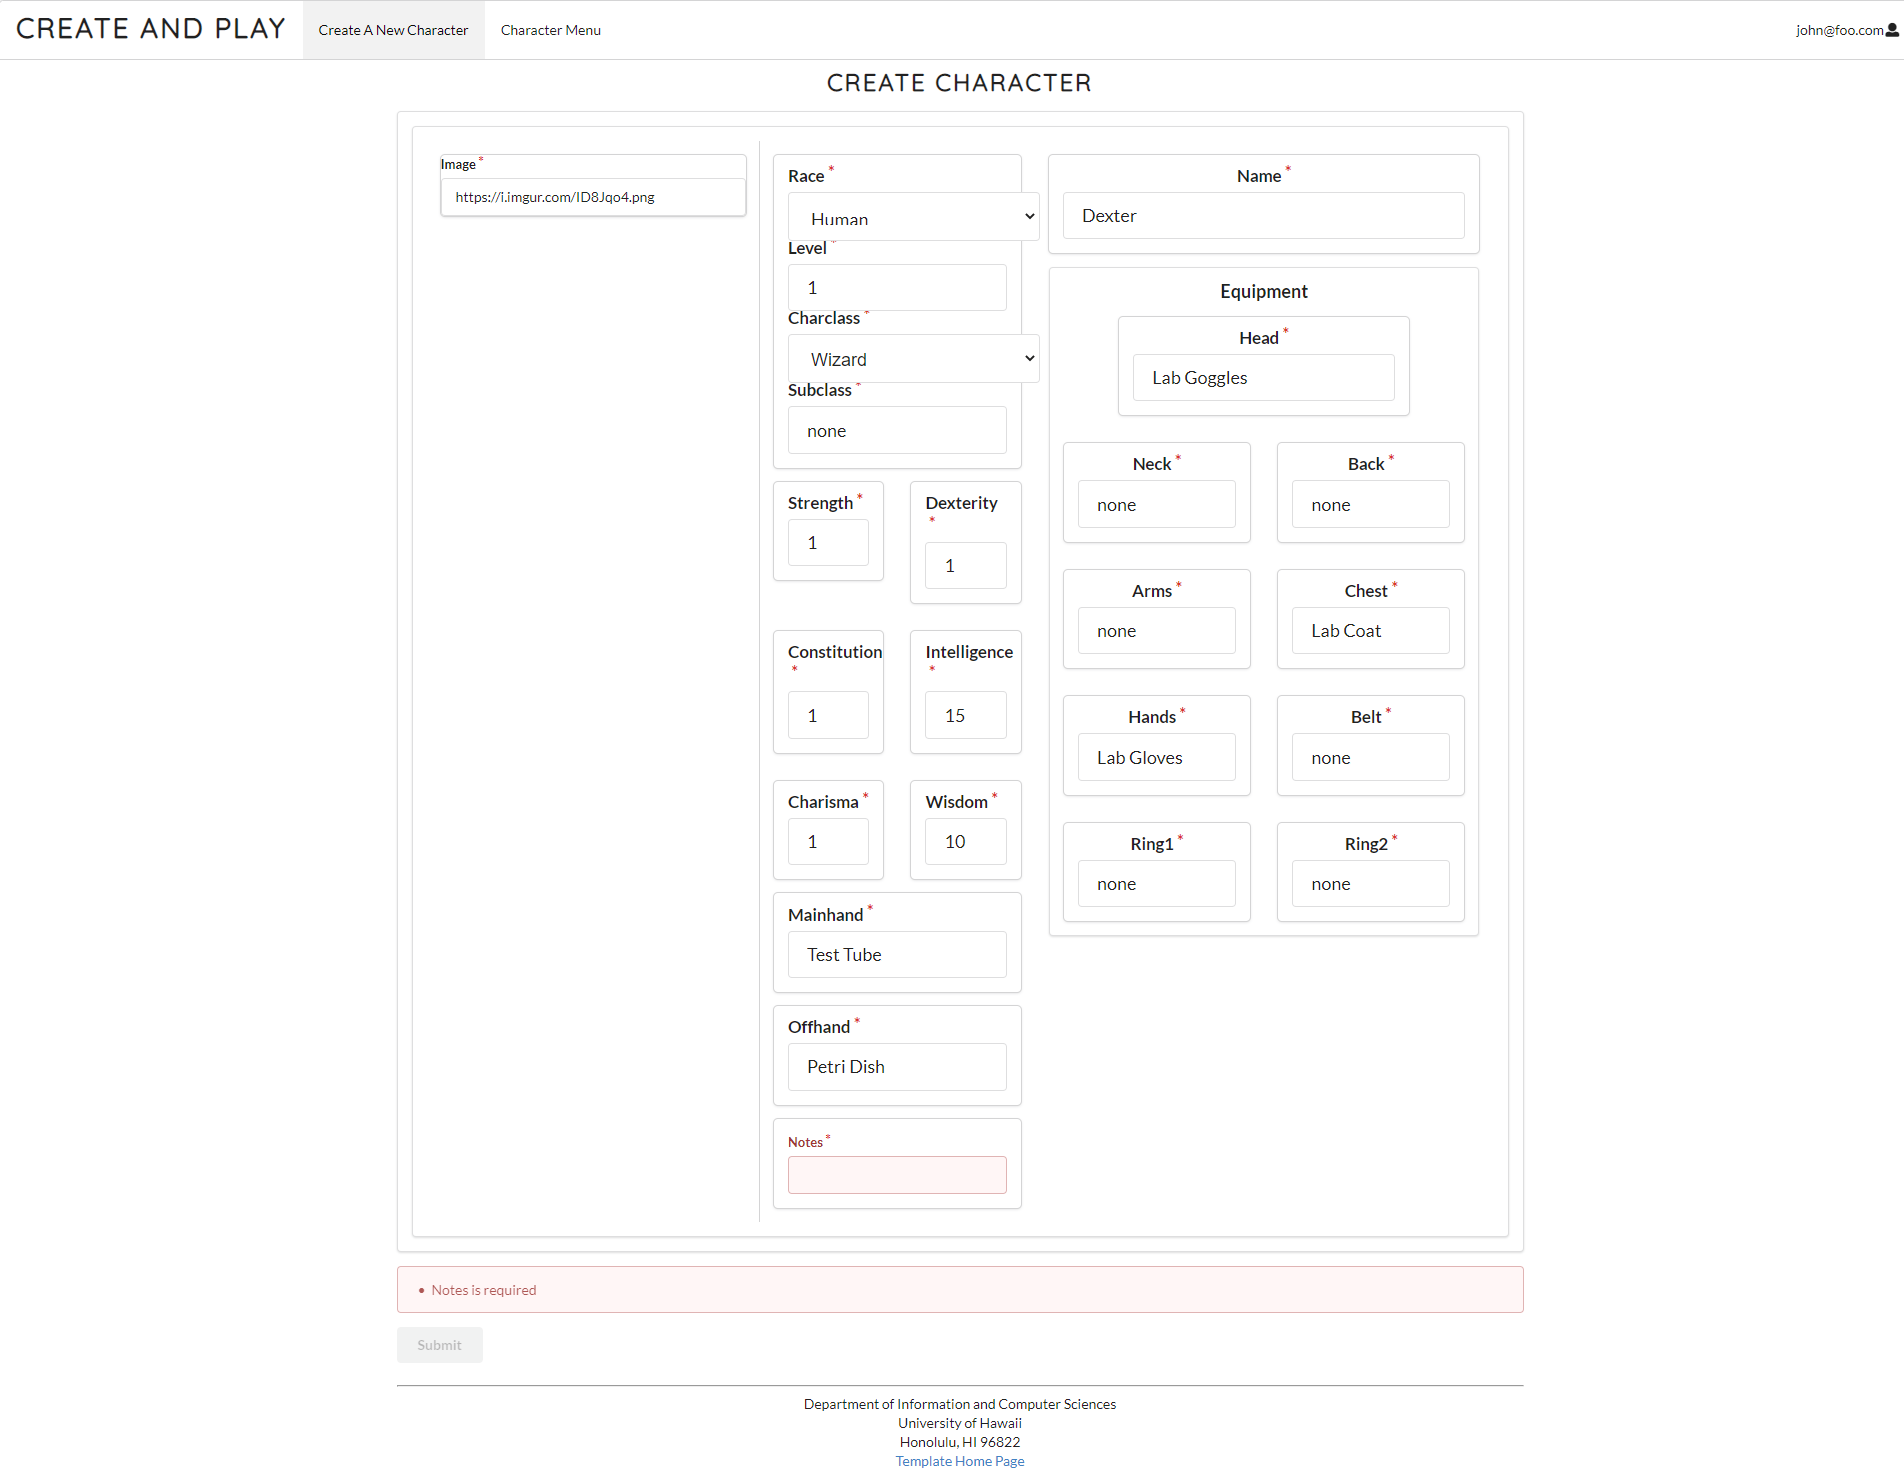 CREATE AND PLAY
Create A New Character
Character Menu
john@foo.com
CREATE CHARACTER
Image *
https://i.imgur.com/ID8Jqo4.png
Race *
Human
Level *
1
Charclass *
Wizard
Subclass *
none
Strength *
1
Dexterity
*
1
Constitution
*
1
Intelligence
*
15
Charisma *
1
Wisdom *
10
Mainhand *
Test Tube
Offhand *
Petri Dish
Notes *
Name *
Dexter
Equipment
Head *
Lab Goggles
Neck *
none
Back *
none
Arms *
none
Chest *
Lab Coat
Hands *
Lab Gloves
Belt *
none
Ring1 *
none
Ring2 *
none
• Notes is required
Submit
Department of Information and Computer Sciences
University of Hawaii
Honolulu, HI 96822
Template Home Page